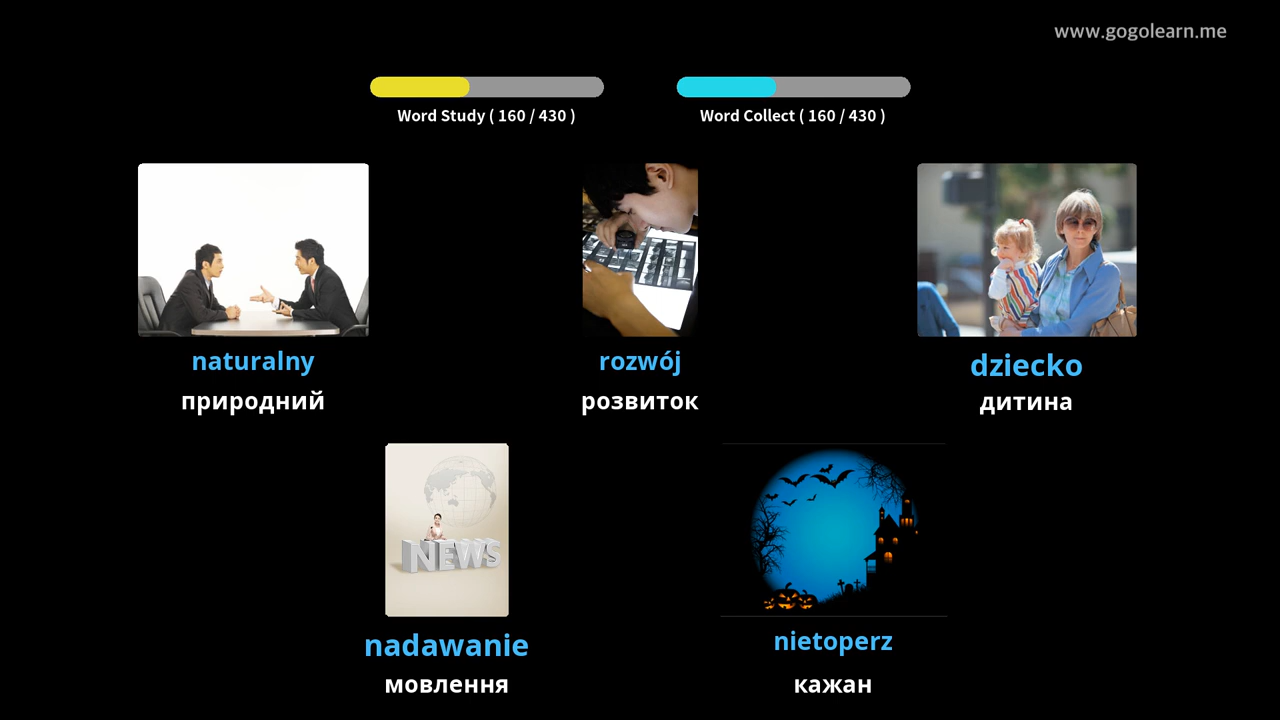 www.gogolearn.me
Word Study ( 160 / 430 )
Word Collect ( 160 / 430 )
naturalny
природний
rozwój
розвиток
dziecko
дитина
NEWS
nadawanie
мовлення
nietoperz
кажан